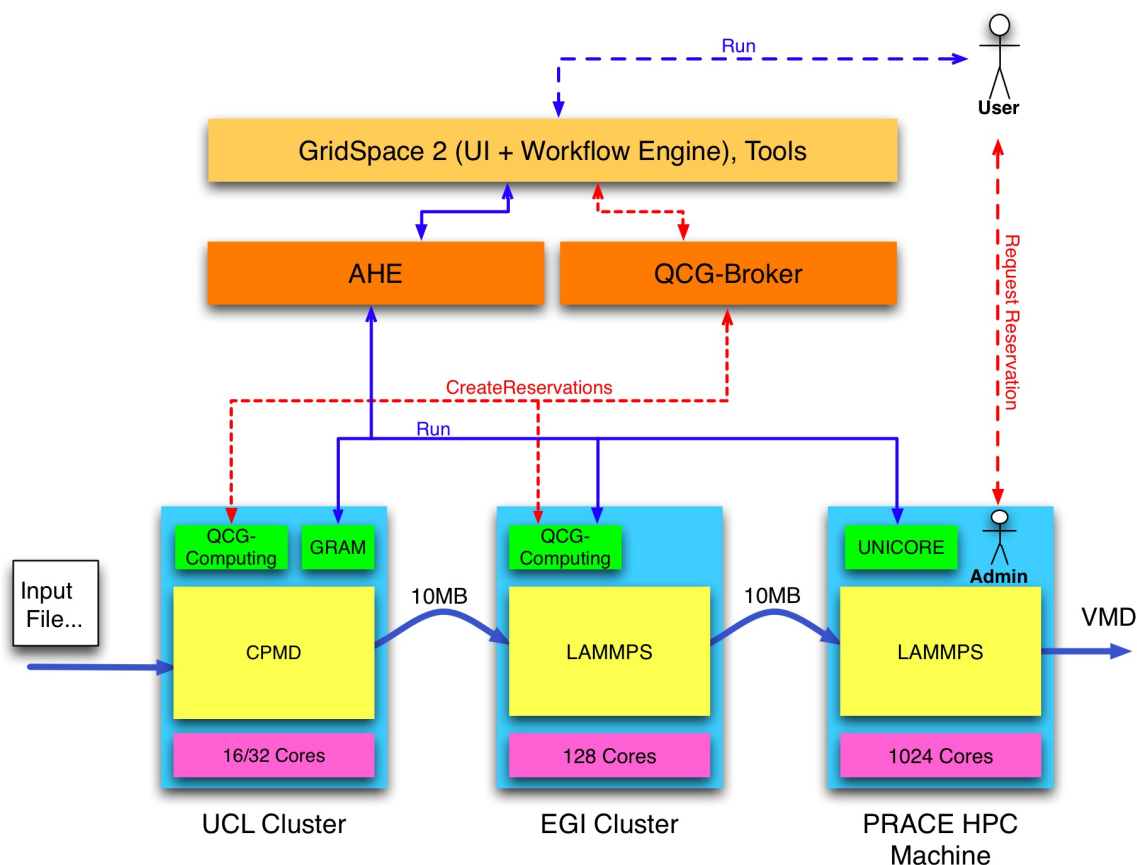 Run
User
GridSpace 2 (UI + Workflow Engine), Tools
AHE
QCG-Broker
Request Reservation
CreateReservations
Run
QCG-
Computing
GRAM
QCG-
Computing
UNICORE
Admin
Input
File...
10MB
10MB
VMD
CPMD
LAMMPS
LAMMPS
16/32 Cores
128 Cores
1024 Cores
UCL Cluster
EGI Cluster
PRACE HPC
Machine